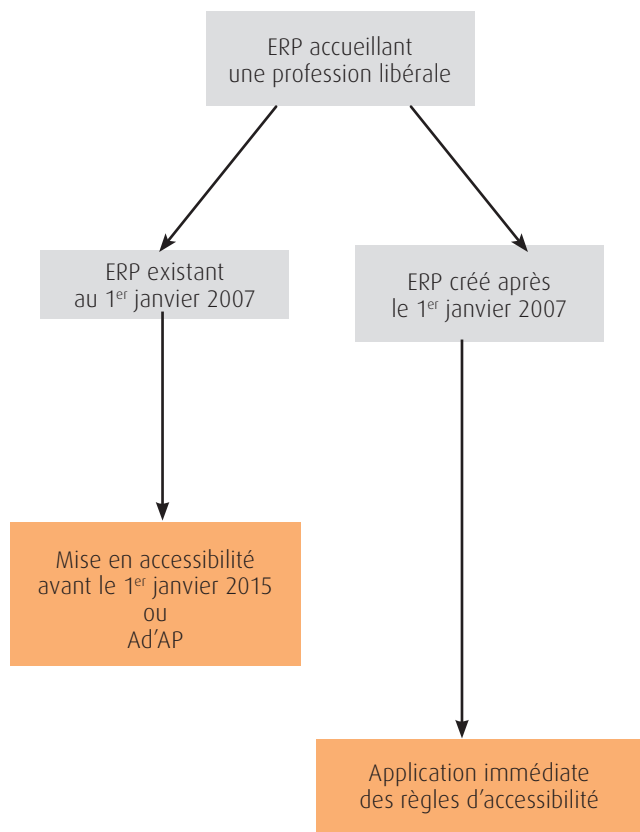 ERP accueillant
une profession libérale
ERP existant
au 1er janvier 2007
ERP créé après
le 1er janvier 2007
Mise en accessibilité
avant le 1er janvier 2015
ou
Ad’AP
Application immédiate
des règles d’accessibilité